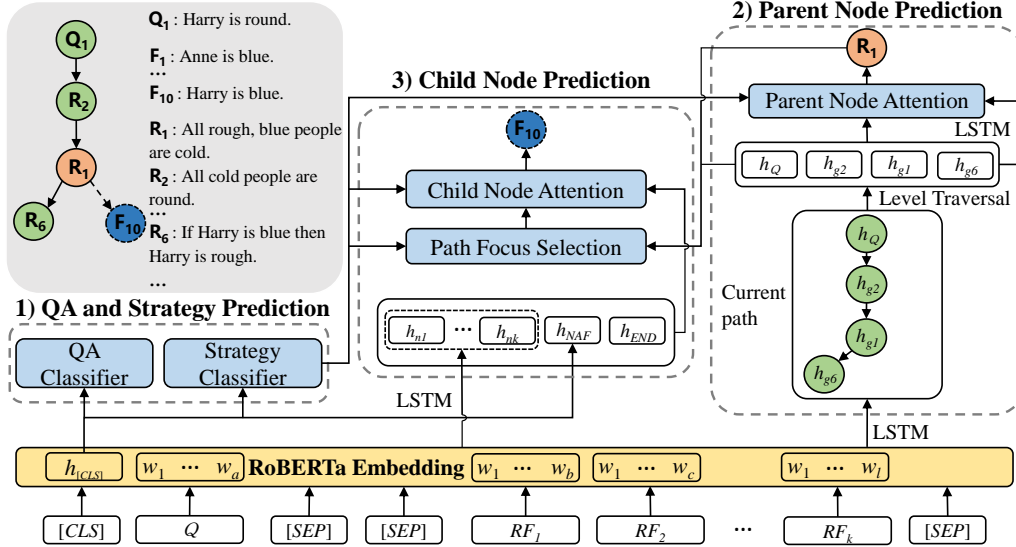 2) Parent Node Prediction
Q1
Q1 : Harry is round.
F1 : Anne is blue.
...
F10 : Harry is blue.
R1 : All rough, blue people
are cold.
R2 : All cold people are
round.
...
R6 : If Harry is blue then
Harry is rough.
...
R2
R1
R6
F10
R1
3) Child Node Prediction
Parent Node Attention
LSTM
F10
hQ
hg2
hg1
hg6
Child Node Attention
Level Traversal
Path Focus Selection
hQ
hg2
hg1
hg6
Current
path
1) QA and Strategy Prediction
hn1
...
hnk
hNAF
hEND
QA
Classifier
Strategy
Classifier
LSTM
LSTM
h[CLS]
w1 ... wa
RoBERTa Embedding
w1 ... wb
w1 ... wc
w1 ... wl
[CLS]
Q
[SEP]
[SEP]
RF1
RF2
...
RFk
[SEP]